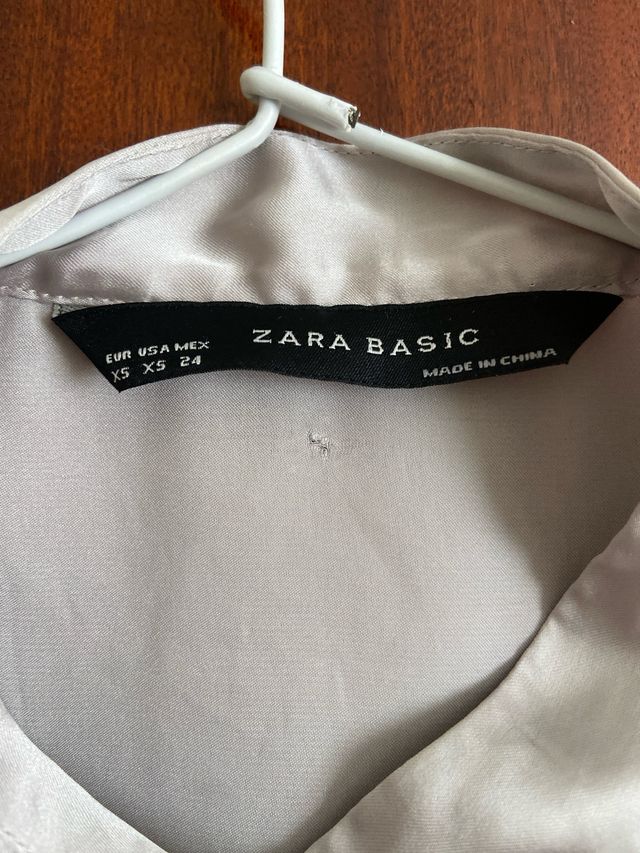 ZARA BASIC
EUR USA MEX
XS XS 24
MADE IN CHINA